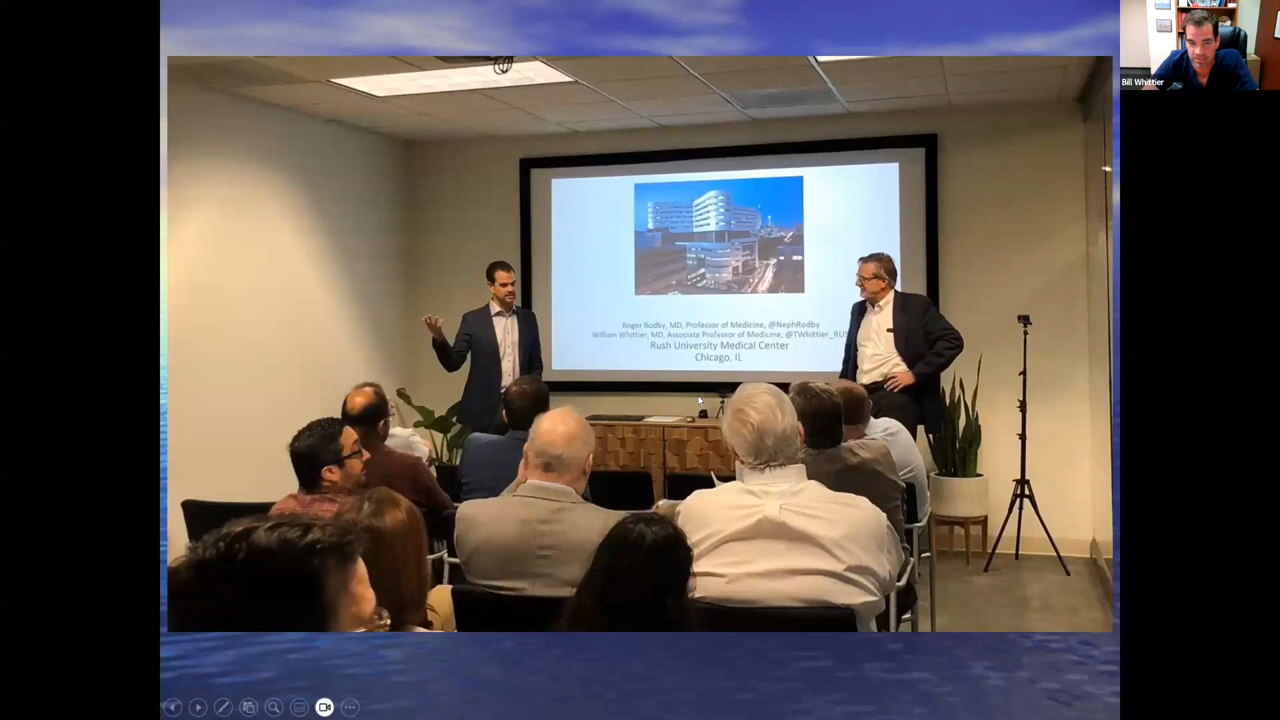 Bill Whittier
Roger Rodby, MD, Professor of Medicine, @NephRodby
William Whittier, MD, Associate Professor of Medicine, @TWhittier_RUS
Rush University Medical Center
Chicago, IL